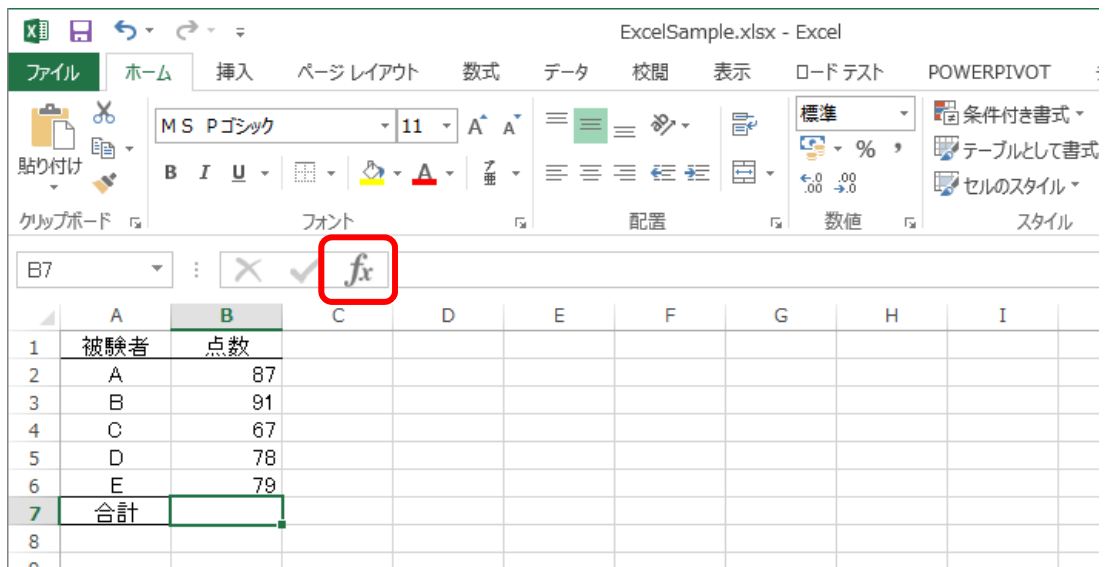 ExcelSample.xlsx - Excel
ファイル ホーム 挿入 ページ レイアウト 数式 データ 校閲 表示 ロード テスト POWERPIVOT
ＭＳ Ｐゴシック 11 A A 標準 条件付き書式
貼り付け B I U A 亜 % , テーブルとして書式
.0 .00 .00 .0 セルのスタイル
クリップボード フォント 配置 数値 スタイル
B7 fx
A B C D E F G H I
1 被験者 点数
2 A 87
3 B 91
4 C 67
5 D 78
6 E 79
7 合計
8